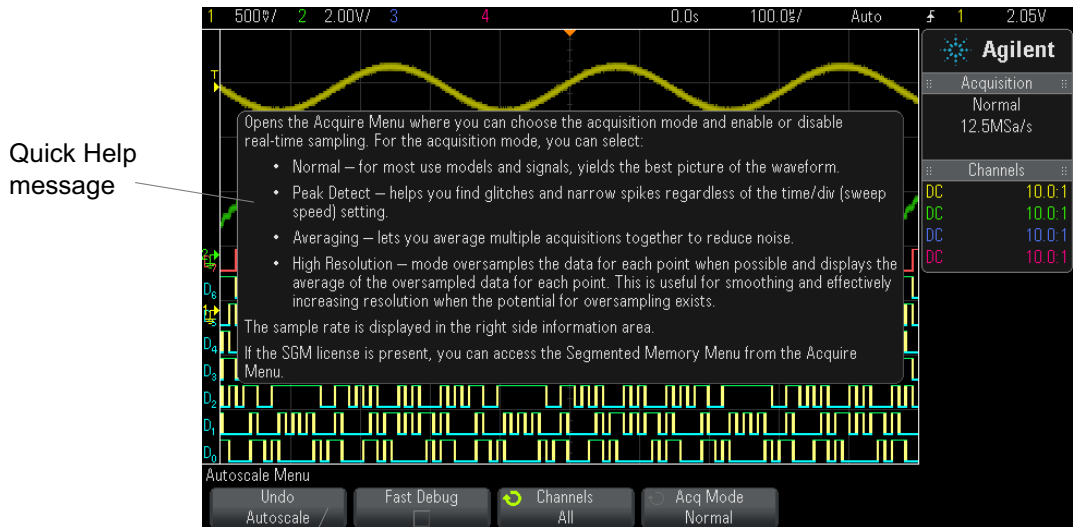 1 500♥/ 2 2.00V/ 3 4 0.0s 100.0µ/ Auto 1 2.05V
Agilent
Acquisition
Normal
12.5MSa/s
Channels
DC 10.0:1
DC 10.0:1
DC 10.0:1
DC 10.0:1
Quick Help
message
T
Opens the Acquire Menu where you can choose the acquisition mode and enable or disable
real-time sampling. For the acquisition mode, you can select:
• Normal – for most use models and signals, yields the best picture of the waveform.
• Peak Detect – helps you find glitches and narrow spikes regardless of the time/div (sweep
speed) setting.
• Averaging – lets you average multiple acquisitions together to reduce noise.
• High Resolution – mode oversamples the data for each point when possible and displays the
average of the oversampled data for each point. This is useful for smoothing and effectively
increasing resolution when the potential for oversampling exists.
The sample rate is displayed in the right side information area.
If the SGM license is present, you can access the Segmented Memory Menu from the Acquire
Menu.
D6
D4
D3
D2
D1
D0
Autoscale Menu
Undo
Autoscale
Fast Debug
Channels
All
Acq Mode
Normal